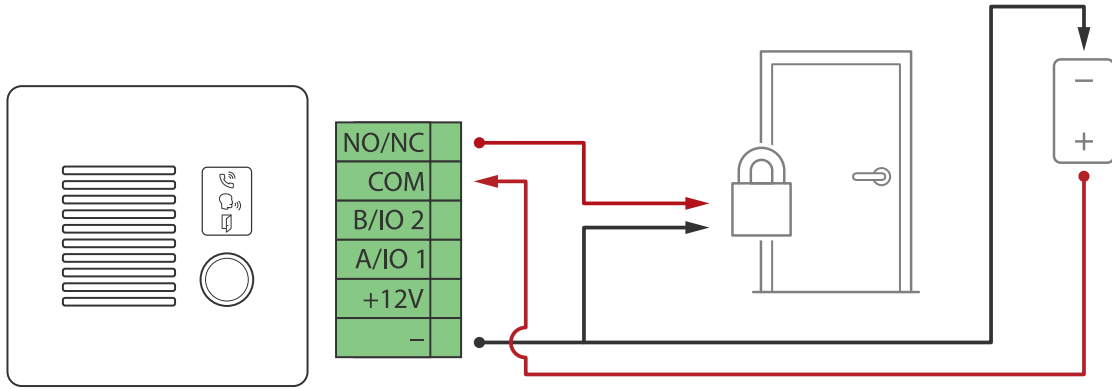 NO/NC
COM
B/IO 2
A/IO 1
+12V
–
−
+